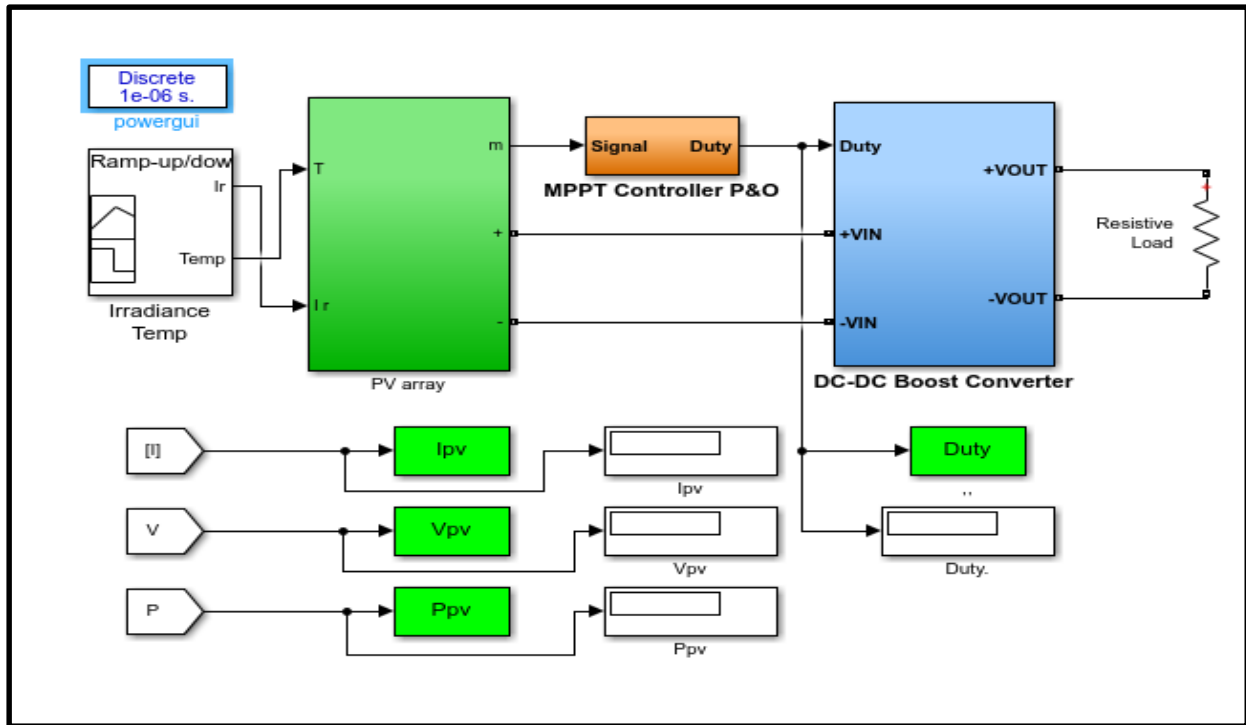 Discrete
1e-06 s.
powergui
Ramp-up/dow
Ir
Temp
Irradiance
Temp
T
I r
m
+
-
PV array
Signal
Duty
MPPT Controller P&O
Duty
+VIN
-VIN
+VOUT
-VOUT
DC-DC Boost Converter
+
Resistive
Load
[I]
Ipv
Ipv
V
Vpv
Vpv
P
Ppv
Ppv
Duty
,,
Duty.